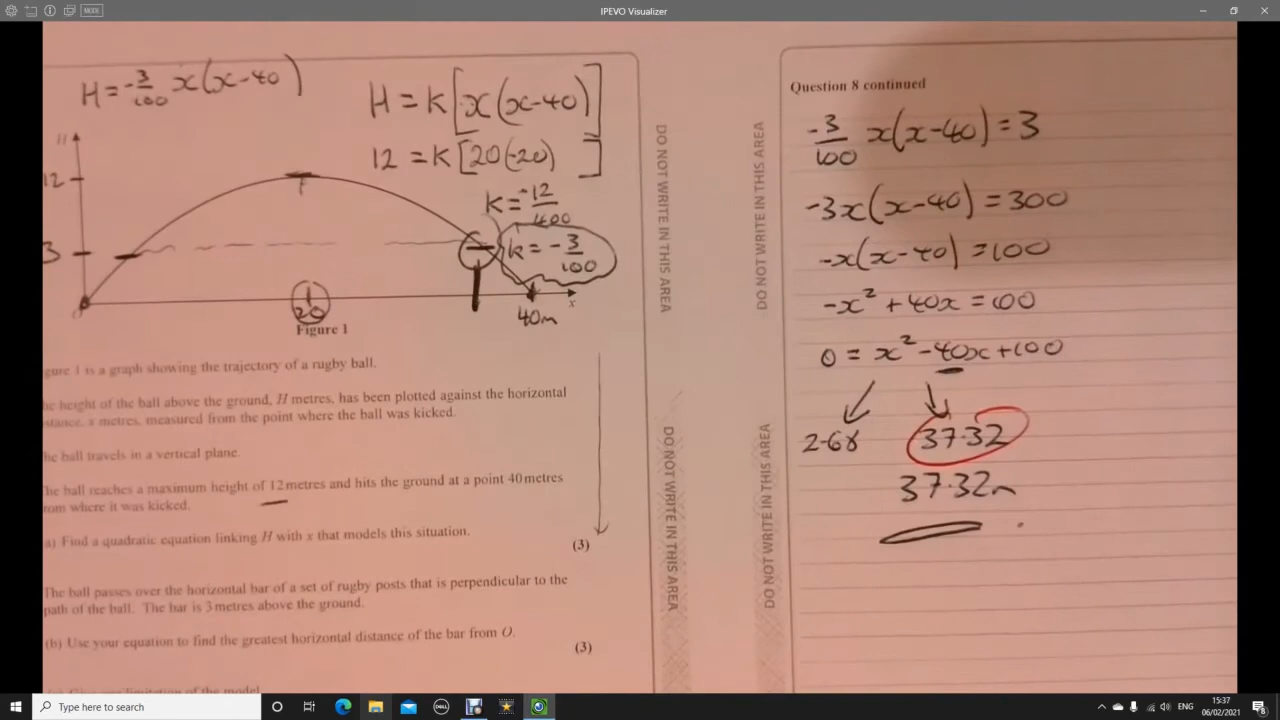 MODE
IPEVO Visualizer
H = -3/100 x(x-40)
H = K[x(x-40)]
12 = K[20(-20)]
K = -12/400
k = -3/100
H
12
3
20
40m
x
Figure 1
gure 1 is a graph showing the trajectory of a rugby ball.
he height of the ball above the ground, H metres, has been plotted against the horizontal
stance, x metres, measured from the point where the ball was kicked.
he ball travels in a vertical plane.
he ball reaches a maximum height of 12 metres and hits the ground at a point 40 metres
rom where it was kicked.
a) Find a quadratic equation linking H with x that models this situation.
(3)
The ball passes over the horizontal bar of a set of rugby posts that is perpendicular to the
path of the ball. The bar is 3 metres above the ground.
(b) Use your equation to find the greatest horizontal distance of the bar from O.
(3)
limitation of the model
DO NOT WRITE IN THIS AREA
DO NOT WRITE IN THIS AREA
DO NOT WRITE IN THIS AREA
DO NOT WRITE IN THIS AREA
Question 8 continued
-3/100 x(x-40) = 3
-3x(x-40) = 300
-x(x-40) = 100
-x² + 40x = 100
0 = x² - 40x + 100
2.68 37.32
37.32m
Type here to search
DELL
ENG
15:37
06/02/2021
8